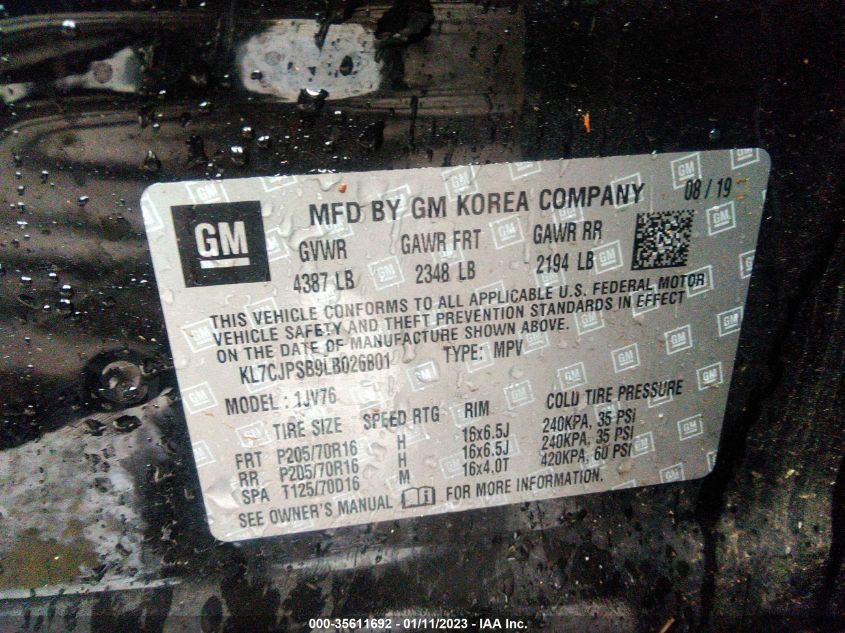 GM
MFD BY GM KOREA COMPANY 08/19
GVWR GAWR FRT GAWR RR
4387 LB 2348 LB 2194 LB
THIS VEHICLE CONFORMS TO ALL APPLICABLE U.S. FEDERAL MOTOR
VEHICLE SAFETY AND THEFT PREVENTION STANDARDS IN EFFECT
ON THE DATE OF MANUFACTURE SHOWN ABOVE.
KL7CJPSB9LB026801 TYPE: MPV
MODEL: 1JV76
TIRE SIZE SPEED RTG RIM COLD TIRE PRESSURE
FRT P205/70R16 H 16x6.5J 240KPA, 35 PSi
RR P205/70R16 H 16x6.5J 240KPA, 35 PSI
SPA T125/70D16 M 16x4.0T 420KPA, 60 PSI
SEE OWNER'S MANUAL FOR MORE INFORMATION.
000-35611692 - 01/11/2023 - IAA Inc.